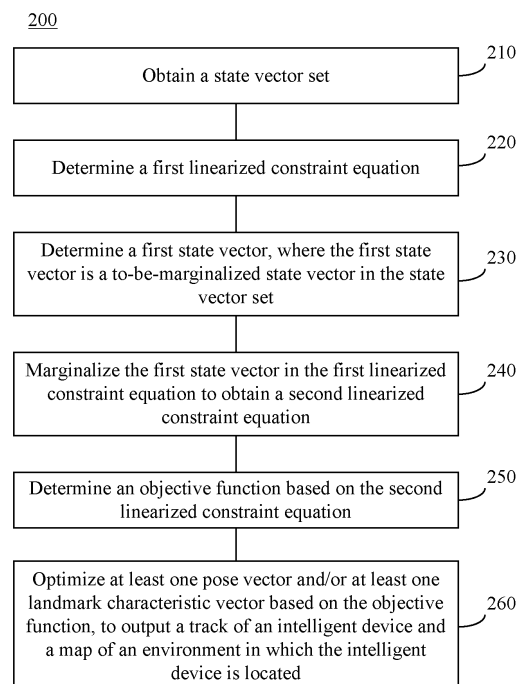 200
Obtain a state vector set
210
Determine a first linearized constraint equation
220
Determine a first state vector, where the first state
vector is a to-be-marginalized state vector in the state
vector set
230
Marginalize the first state vector in the first linearized
constraint equation to obtain a second linearized
constraint equation
240
Determine an objective function based on the second
linearized constraint equation
250
Optimize at least one pose vector and/or at least one
landmark characteristic vector based on the objective
function, to output a track of an intelligent device and
a map of an environment in which the intelligent
device is located
260